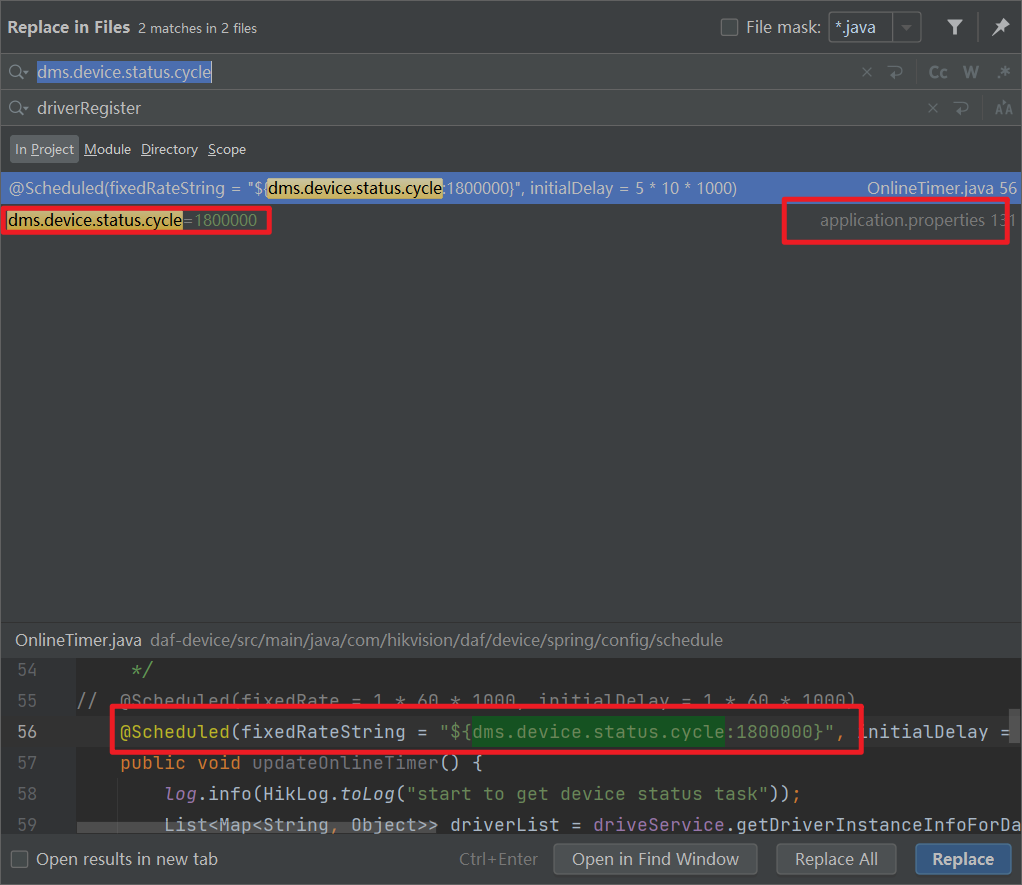 Replace in Files 2 matches in 2 files File mask: *.java
dms.device.status.cycle Cc W .*
driverRegister
In Project Module Directory Scope
@Scheduled(fixedRateString = "${dms.device.status.cycle:1800000}", initialDelay = 5 * 10 * 1000) OnlineTimer.java 56
dms.device.status.cycle=1800000 application.properties 131
OnlineTimer.java daf-device/src/main/java/com/hikvision/daf/device/spring/config/schedule
54 */
55 // @Scheduled(fixedRate = 1 * 60 * 1000, initialDelay = 1 * 60 * 1000)
56 @Scheduled(fixedRateString = "${dms.device.status.cycle:1800000}", initialDelay =
57 public void updateOnlineTimer() {
58 log.info(HikLog.toLog("start to get device status task"));
59 List<Map<String, Object>> driverList = driveService.getDriverInstanceInfoForDa
Open results in new tab Ctrl+Enter Open in Find Window Replace All Replace